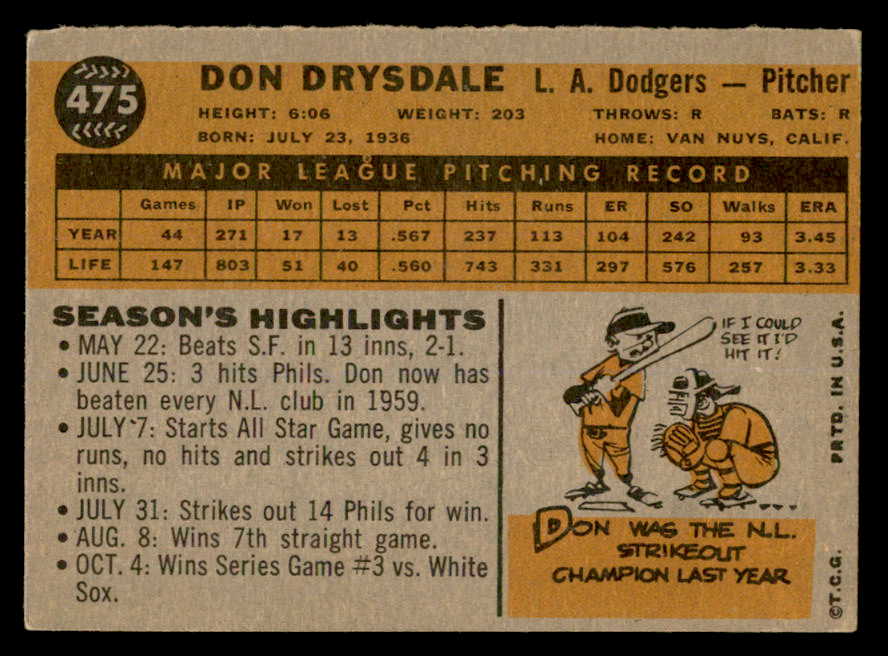 475
DON DRYSDALE L. A. Dodgers — Pitcher
HEIGHT: 6:06 WEIGHT: 203 THROWS: R BATS: R
BORN: JULY 23, 1936 HOME: VAN NUYS, CALIF.
MAJOR LEAGUE PITCHING RECORD
Games IP Won Lost Pct Hits Runs ER SO Walks ERA
YEAR 44 271 17 13 .567 237 113 104 242 93 3.45
LIFE 147 803 51 40 .560 743 331 297 576 257 3.33
SEASON'S HIGHLIGHTS
• MAY 22: Beats S.F. in 13 inns, 2-1.
• JUNE 25: 3 hits Phils. Don now has
beaten every N.L. club in 1959.
• JULY 7: Starts All Star Game, gives no
runs, no hits and strikes out 4 in 3
inns.
• JULY 31: Strikes out 14 Phils for win.
• AUG. 8: Wins 7th straight game.
• OCT. 4: Wins Series Game #3 vs. White
Sox.
IF I COULD
SEE IT I'D
HIT IT!
DON WAS THE N.L.
STRIKEOUT
CHAMPION LAST YEAR
©T.C.G. PRTD. IN U.S.A.